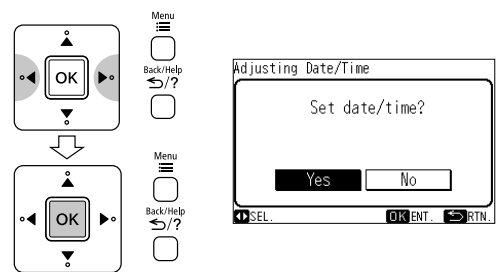 Menu
OK
Back/Help
/?
Menu
OK
Back/Help
/?
Adjusting Date/Time
Set date/time?
Yes No
SEL. OK ENT. RTN.